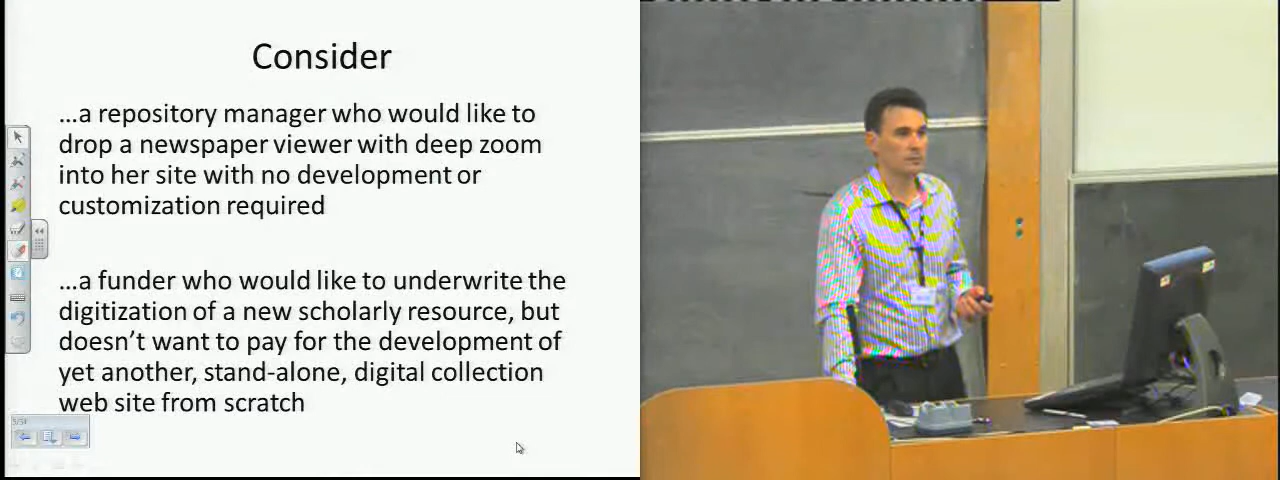 Consider
...a repository manager who would like to
drop a newspaper viewer with deep zoom
into her site with no development or
customization required
...a funder who would like to underwrite the
digitization of a new scholarly resource, but
doesn't want to pay for the development of
yet another, stand-alone, digital collection
web site from scratch